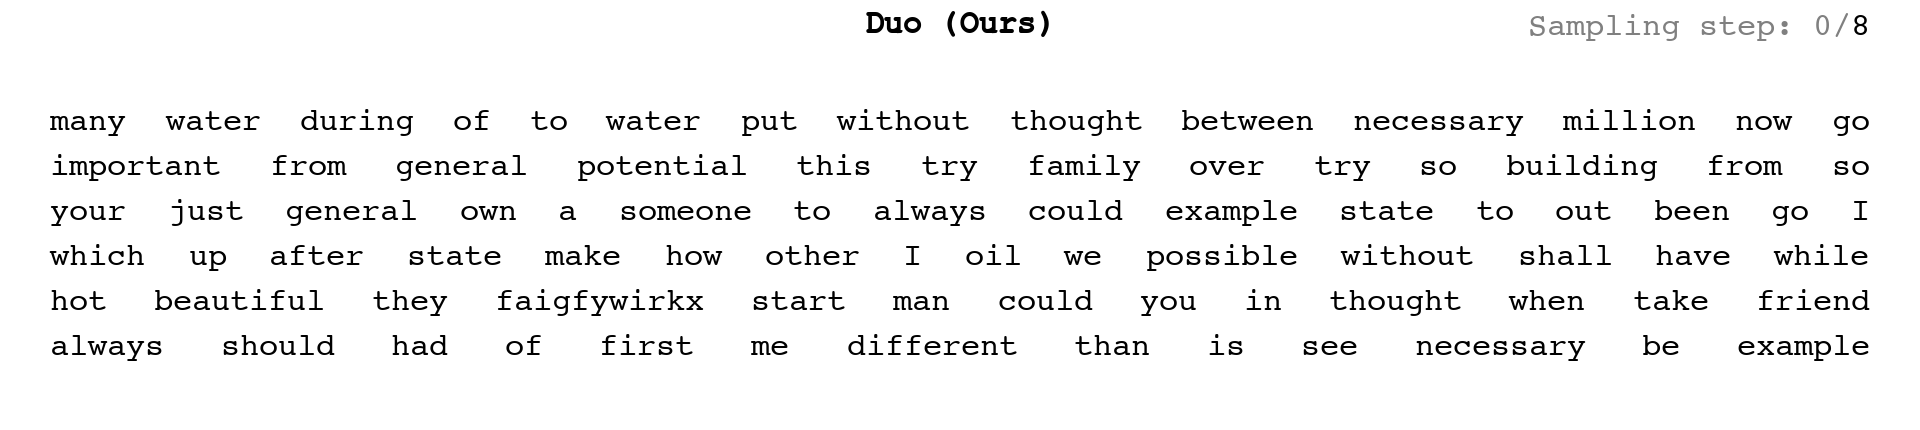 Duo (Ours)
Sampling step: 0/8
many water during of to water put without thought between necessary million now go
important from general potential this try family over try so building from so
your just general own a someone to always could example state to out been go I
which up after state make how other I oil we possible without shall have while
hot beautiful they faigfywirkx start man could you in thought when take friend
always should had of first me different than is see necessary be example